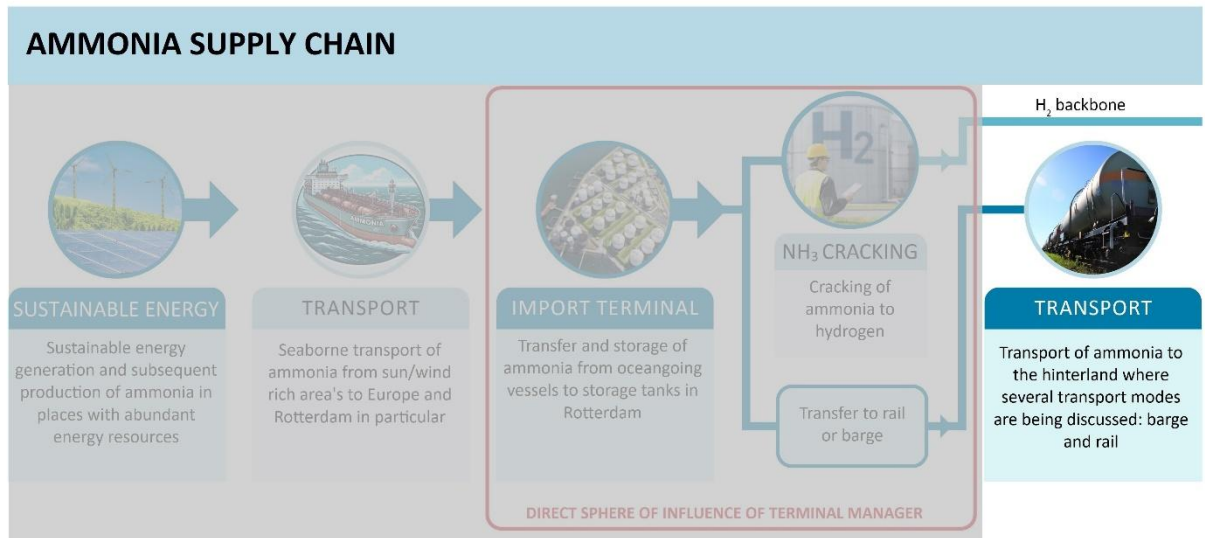 AMMONIA SUPPLY CHAIN
H₂ backbone
H2
AMMONIA
SUSTAINABLE ENERGY
Sustainable energy
generation and subsequent
production of ammonia in
places with abundant
energy resources
TRANSPORT
Seaborne transport of
ammonia from sun/wind
rich area's to Europe and
Rotterdam in particular
IMPORT TERMINAL
Transfer and storage of
ammonia from oceangoing
vessels to storage tanks in
Rotterdam
NH₃ CRACKING
Cracking of
ammonia to
hydrogen
Transfer to rail
or barge
TRANSPORT
Transport of ammonia to
the hinterland where
several transport modes
are being discussed: barge
and rail
DIRECT SPHERE OF INFLUENCE OF TERMINAL MANAGER